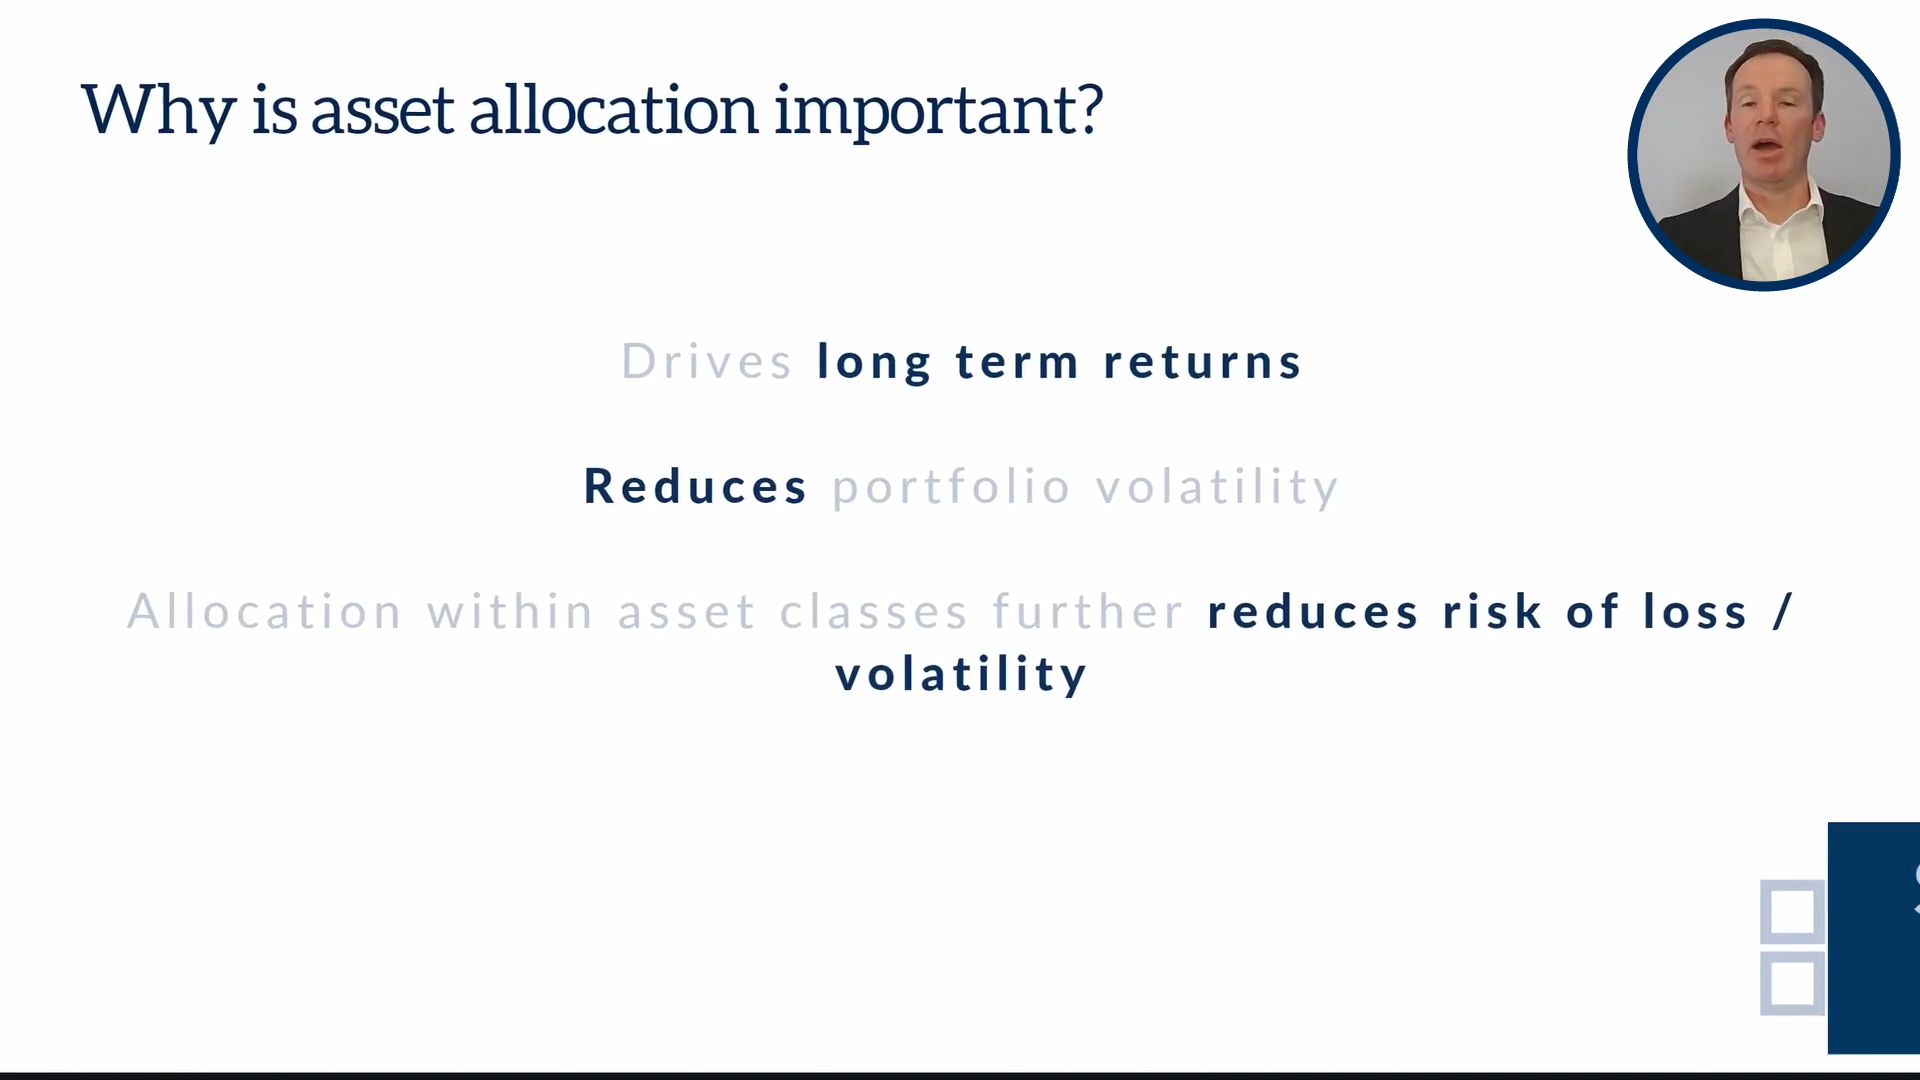 Why is asset allocation important?
Drives long term returns
Reduces portfolio volatility
Allocation within asset classes further reduces risk of loss /
volatility